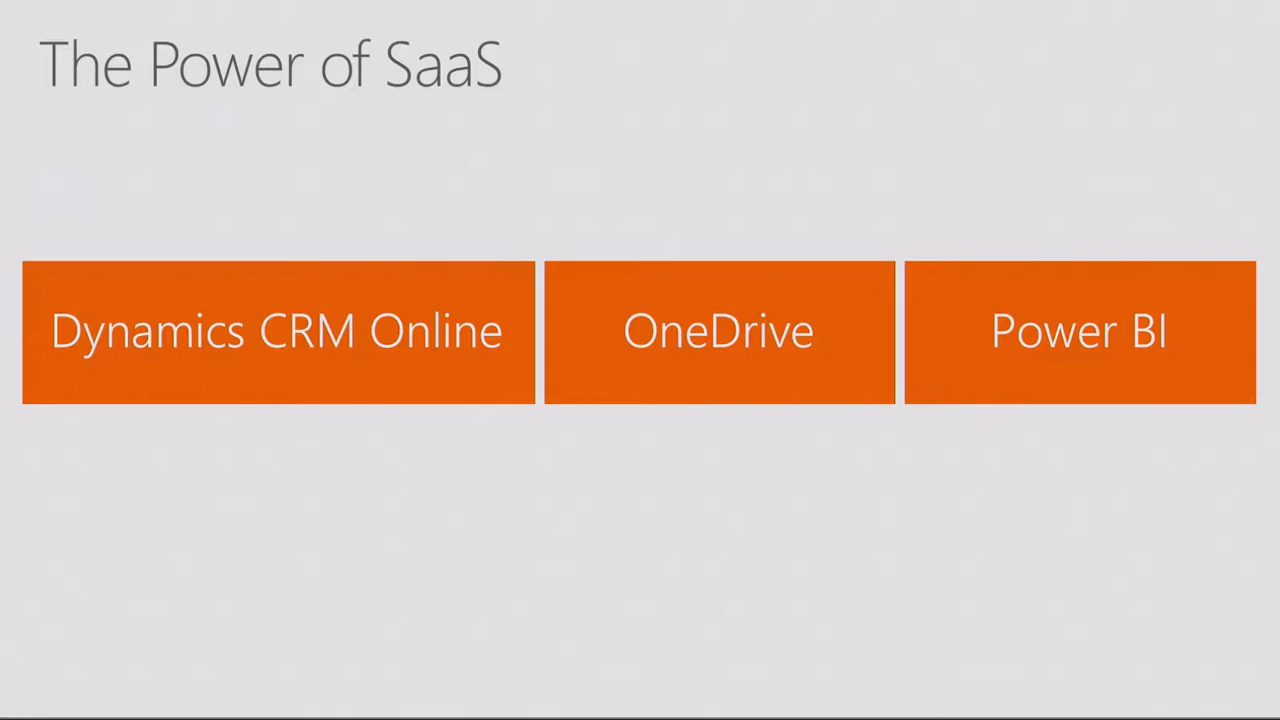 The Power of SaaS
Dynamics CRM Online
OneDrive
Power BI